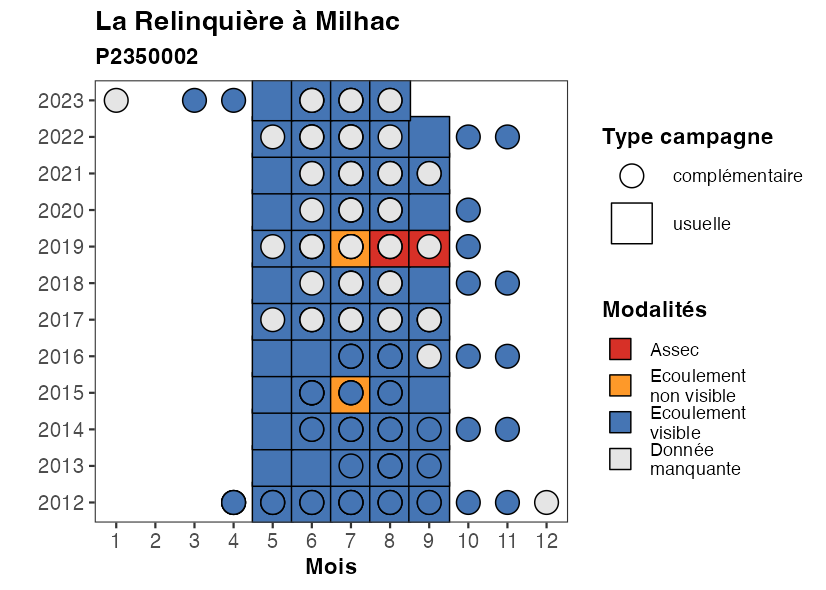 La Relinquière à Milhac
P2350002
2023
2022
2021
2020
2019
2018
2017
2016
2015
2014
2013
2012
1 2 3 4 5 6 7 8 9 10 11 12
Mois
Type campagne
complémentaire
usuelle
Modalités
Assec
Ecoulement
non visible
Ecoulement
visible
Donnée
manquante